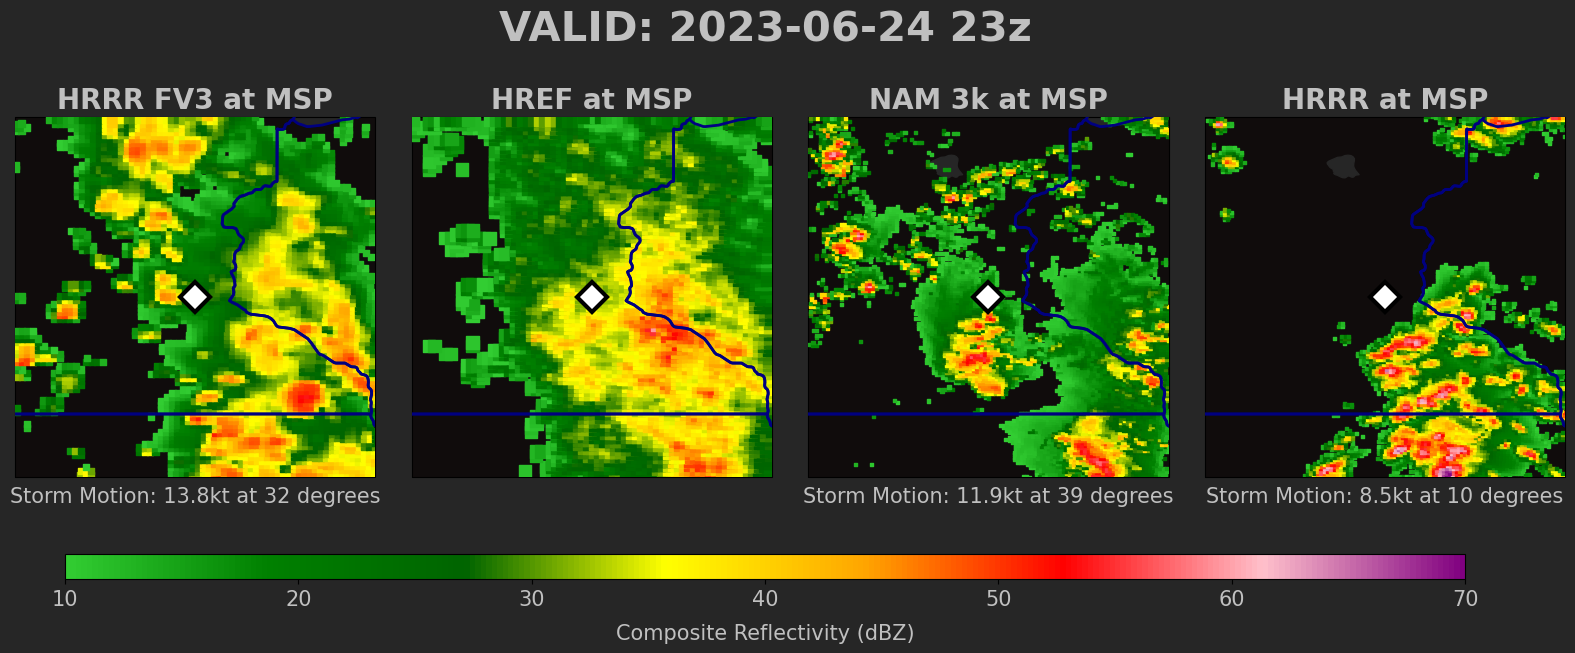 VALID: 2023-06-24 23z
HRRR FV3 at MSP
HREF at MSP
NAM 3k at MSP
HRRR at MSP
Storm Motion: 13.8kt at 32 degrees
Storm Motion: 11.9kt at 39 degrees
Storm Motion: 8.5kt at 10 degrees
10 20 30 40 50 60 70
Composite Reflectivity (dBZ)